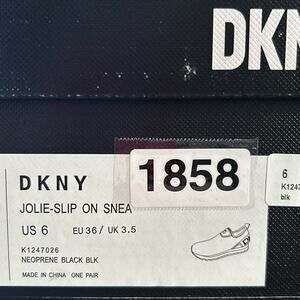 DKN
1858
DKNY
JOLIE-SLIP ON SNEA
US 6 EU 36 / UK 3.5
K1247026
NEOPRENE BLACK BLK
MADE IN CHINA ONE PAIR
6
K1247
blk